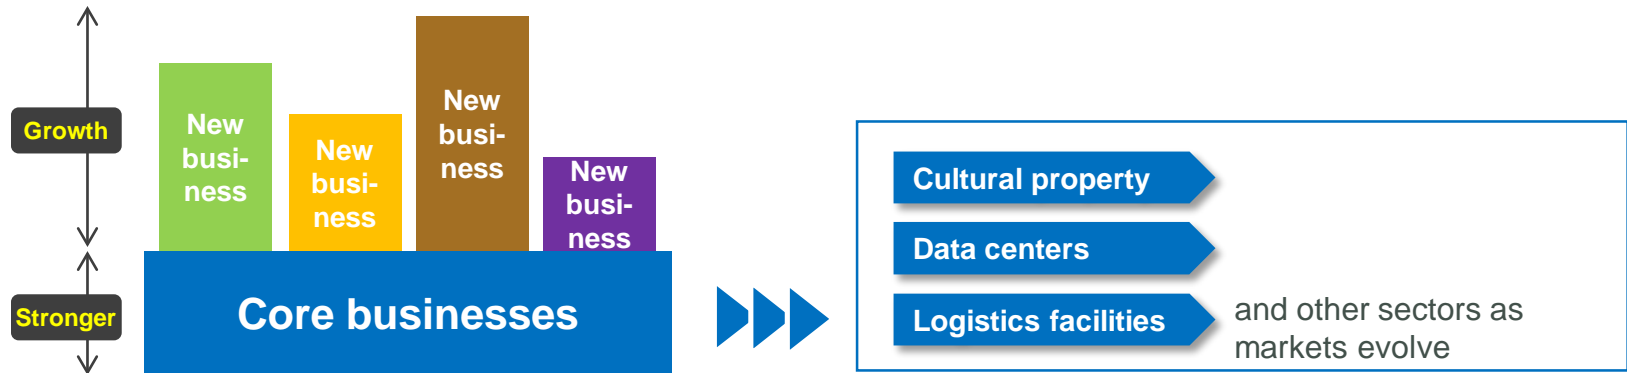 Growth
Stronger
New
busi-
ness
New
busi-
ness
New
busi-
ness
New
busi-
ness
Core businesses
Cultural property
Data centers
Logistics facilities
and other sectors as
markets evolve